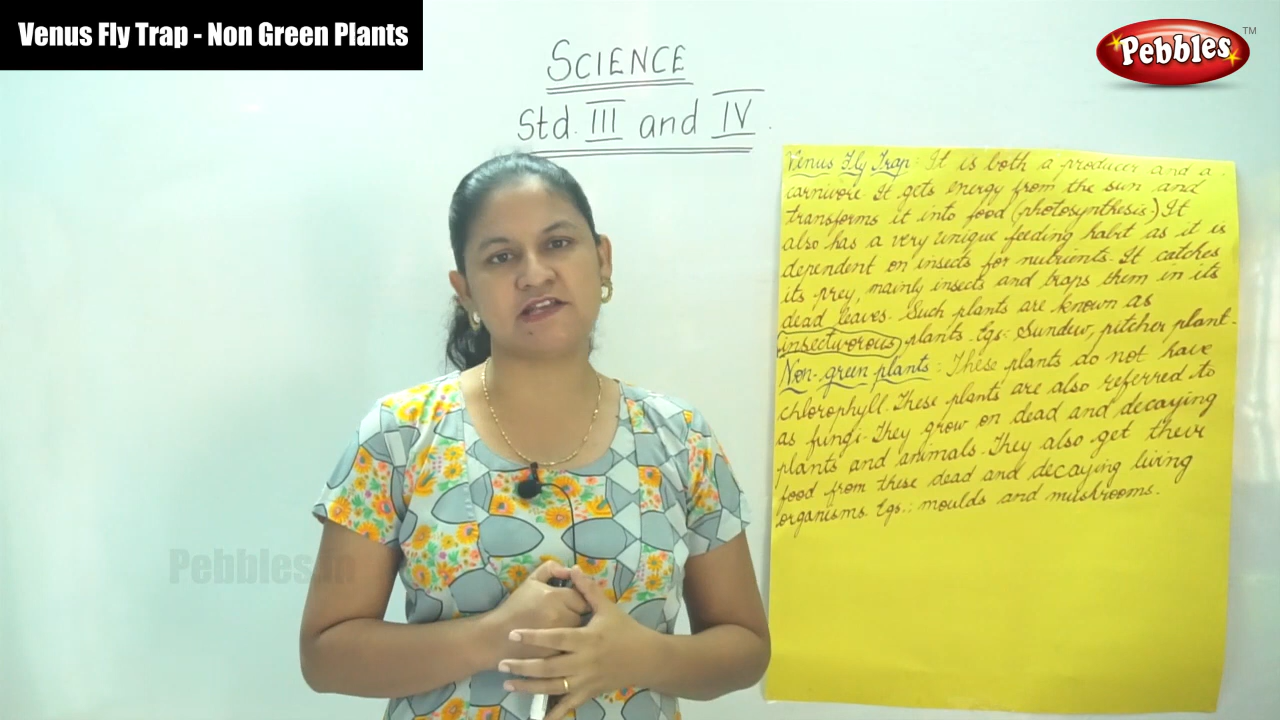 Venus Fly Trap - Non Green Plants
Pebbles TM
SCIENCE
Std. III and IV.
Venus Fly Trap: It is both a producer and a
carnivore. It gets energy from the sun and
transforms it into food (photosynthesis.) It
also has a very unique feeding habit as it is
dependent on insects for nutrients. It catches
its prey, mainly insects and traps them in its
dead leaves. Such plants are known as
insectivorous plants. Egs: Sundew, pitcher plant.
Non-green plants: These plants do not have
chlorophyll. These plants are also referred to
as fungi. They grow on dead and decaying
plants and animals. They also get their
food from these dead and decaying living
organisms. Egs.: moulds and mushrooms.
Pebbles.in